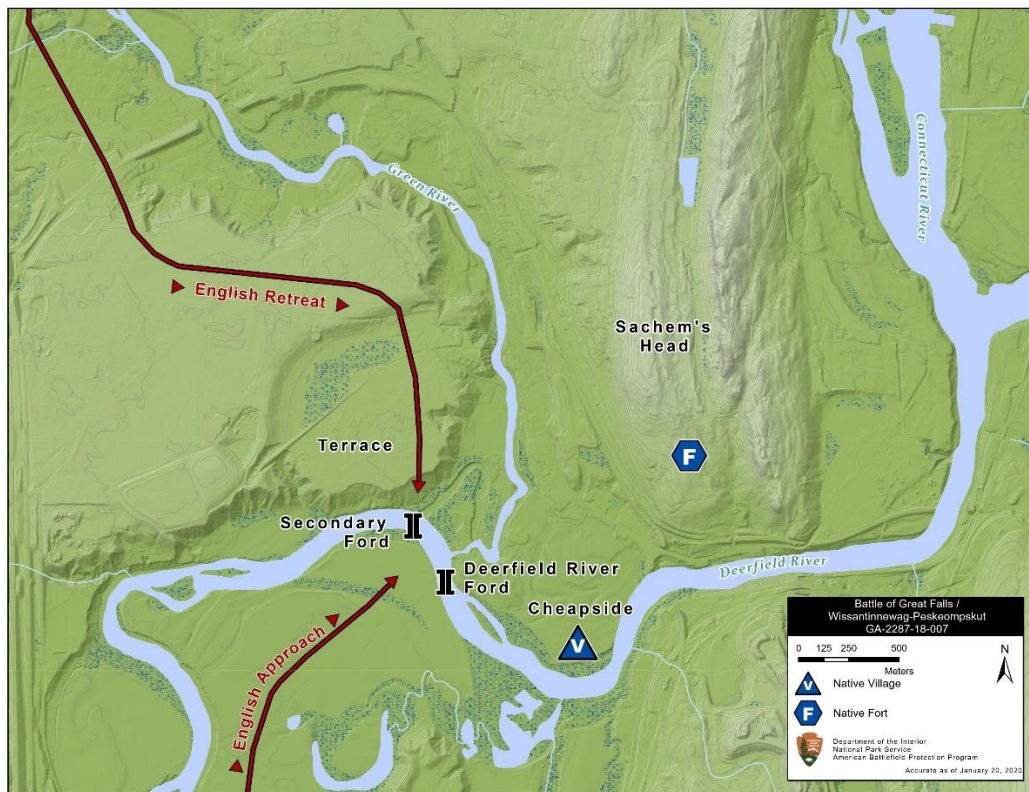 Green River
Connecticut River
English Retreat
Sachem's
Head
F
Terrace
Secondary
Ford
Deerfield River
Ford
Deerfield River
Cheapside
V
English Approach
Battle of Great Falls /
Wissantinnewag-Peskeompskut
GA-2287-18-007
0 125 250 500
Meters
N
V Native Village
F Native Fort
Department of the Interior
National Park Service
American Battlefield Protection Program
Accurate as of January 20, 2020